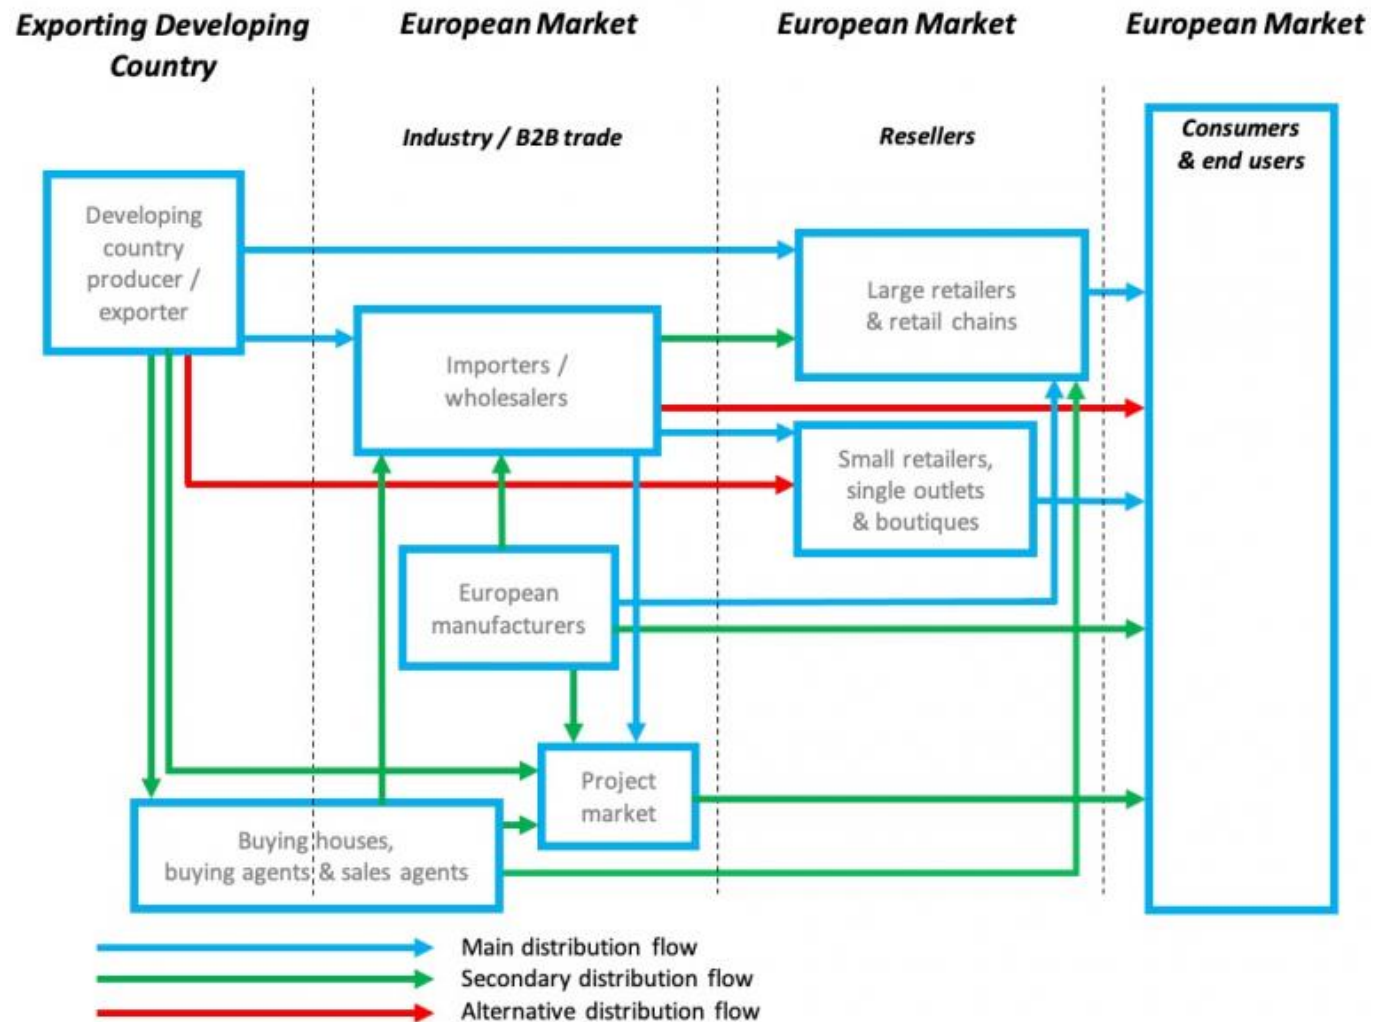 Exporting Developing
Country
European Market
European Market
European Market
Industry / B2B trade
Resellers
Consumers
& end users
Developing
country
producer /
exporter
Large retailers
& retail chains
Importers /
wholesalers
Small retailers,
single outlets
& boutiques
European
manufacturers
Project
market
Buying houses,
buying agents & sales agents
Main distribution flow
Secondary distribution flow
Alternative distribution flow